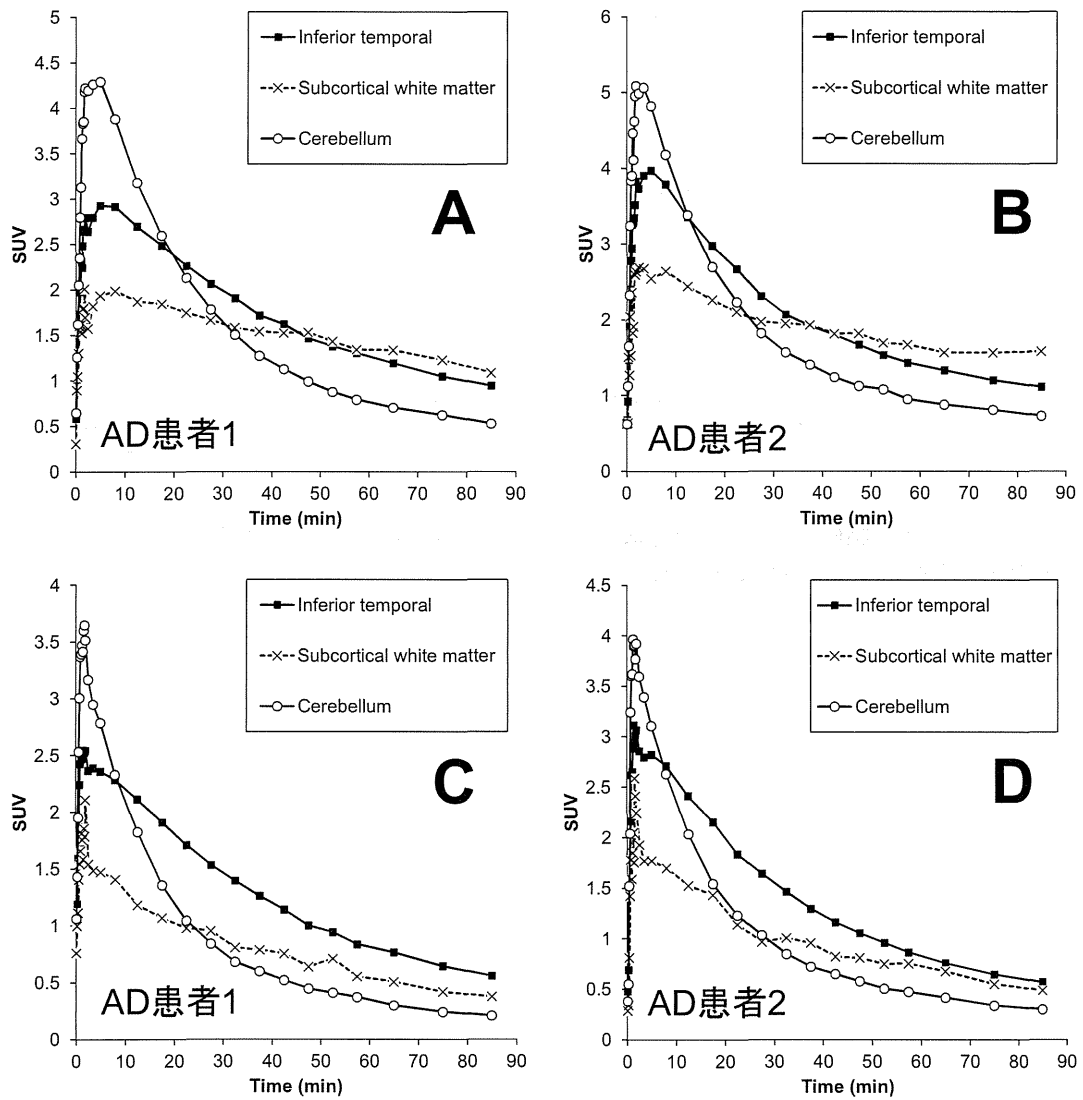 5
4.5
4
3.5
3
2.5
2
1.5
1
0.5
0
SUV
Inferior temporal
Subcortical white matter
Cerebellum
A
AD患者1
0 10 20 30 40 50 60 70 80 90
Time (min)
6
5
4
3
2
1
0
SUV
Inferior temporal
Subcortical white matter
Cerebellum
B
AD患者2
0 10 20 30 40 50 60 70 80 90
Time (min)
4
3.5
3
2.5
2
1.5
1
0.5
0
SUV
Inferior temporal
Subcortical white matter
Cerebellum
C
AD患者1
0 10 20 30 40 50 60 70 80 90
Time (min)
4.5
4
3.5
3
2.5
2
1.5
1
0.5
0
SUV
Inferior temporal
Subcortical white matter
Cerebellum
D
AD患者2
0 10 20 30 40 50 60 70 80 90
Time (min)